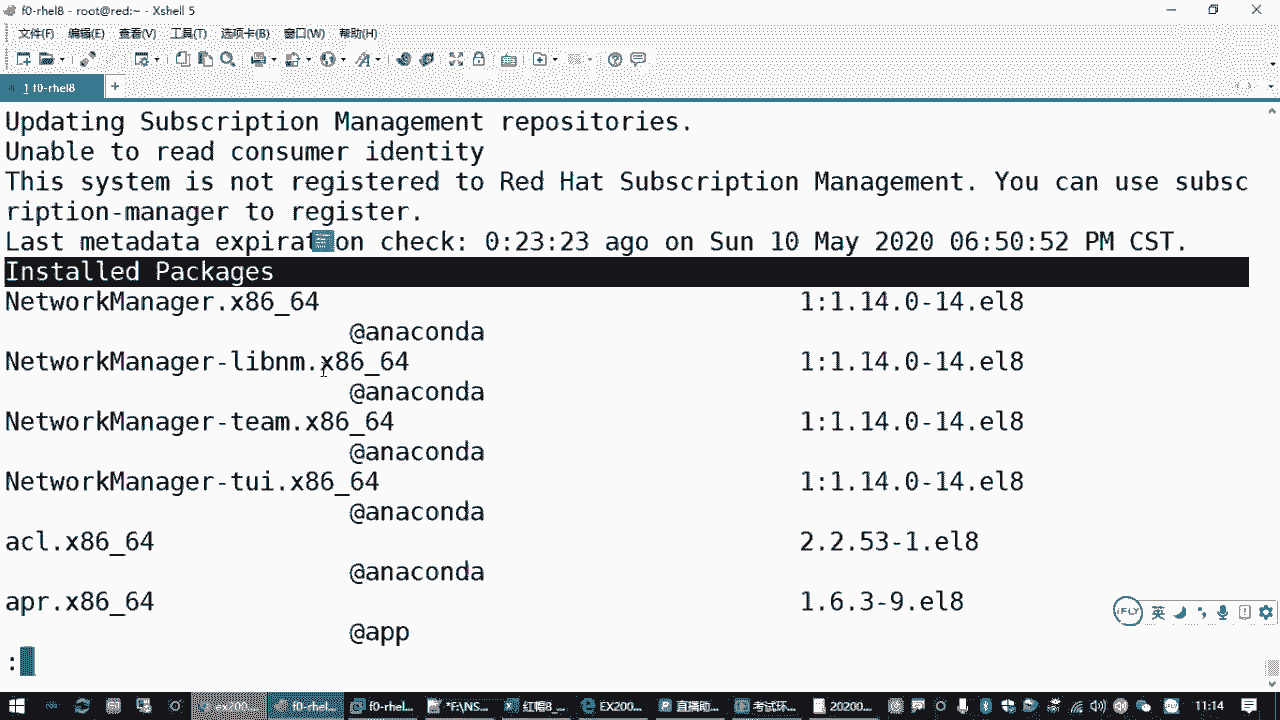 f0-rhel8 - root@red:~ - Xshell 5
文件(F) 编辑(E) 查看(V) 工具(T) 选项卡(B) 窗口(W) 帮助(H)
1 f0-rhel8 +
Updating Subscription Management repositories.
Unable to read consumer identity
This system is not registered to Red Hat Subscription Management. You can use subsc
ription-manager to register.
Last metadata expiration check: 0:23:23 ago on Sun 10 May 2020 06:50:52 PM CST.
Installed Packages
NetworkManager.x86_64 1:1.14.0-14.el8
@anaconda
NetworkManager-libnm.x86_64 1:1.14.0-14.el8
@anaconda
NetworkManager-team.x86_64 1:1.14.0-14.el8
@anaconda
NetworkManager-tui.x86_64 1:1.14.0-14.el8
@anaconda
acl.x86_64 2.2.53-1.el8
@anaconda
apr.x86_64 1.6.3-9.el8
@app
:
iFLY 英
ex200... f0-rhel... f0-rhel... *F:\NS... 红帽8_... EX200... 直播助... 考试环... 20200... 11:14